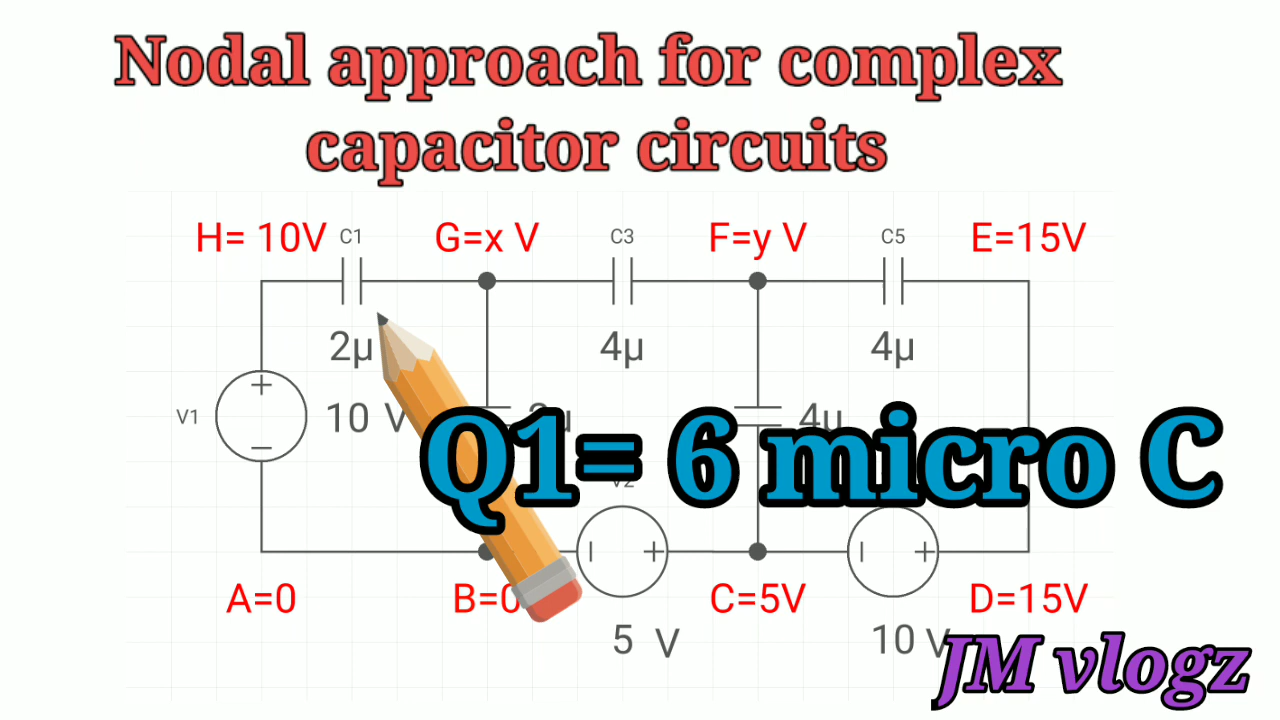 Nodal approach for complex
capacitor circuits
H= 10V C1 G=x V C3 F=y V C5 E=15V
2μ 4μ 4μ
+
V1 10 V 4μ
−
Q1= 6 micro C
− + − +
A=0 B=0 C=5V D=15V
5 V 10 V
JM vlogz